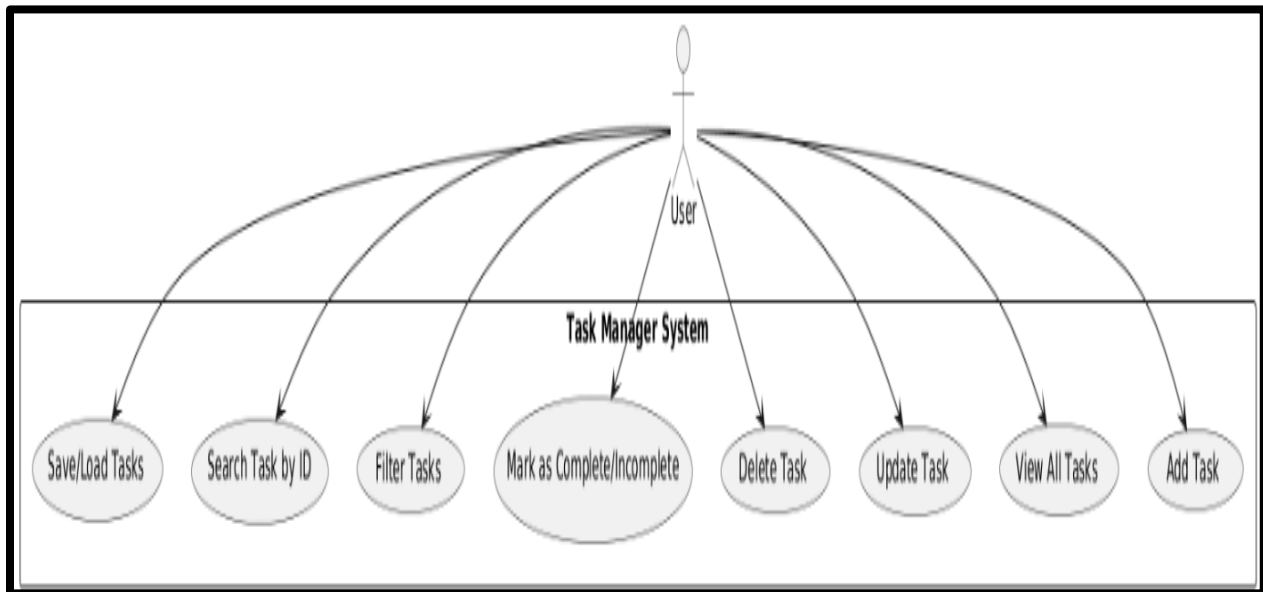 User
Task Manager System
Save/Load Tasks
Search Task by ID
Filter Tasks
Mark as Complete/Incomplete
Delete Task
Update Task
View All Tasks
Add Task